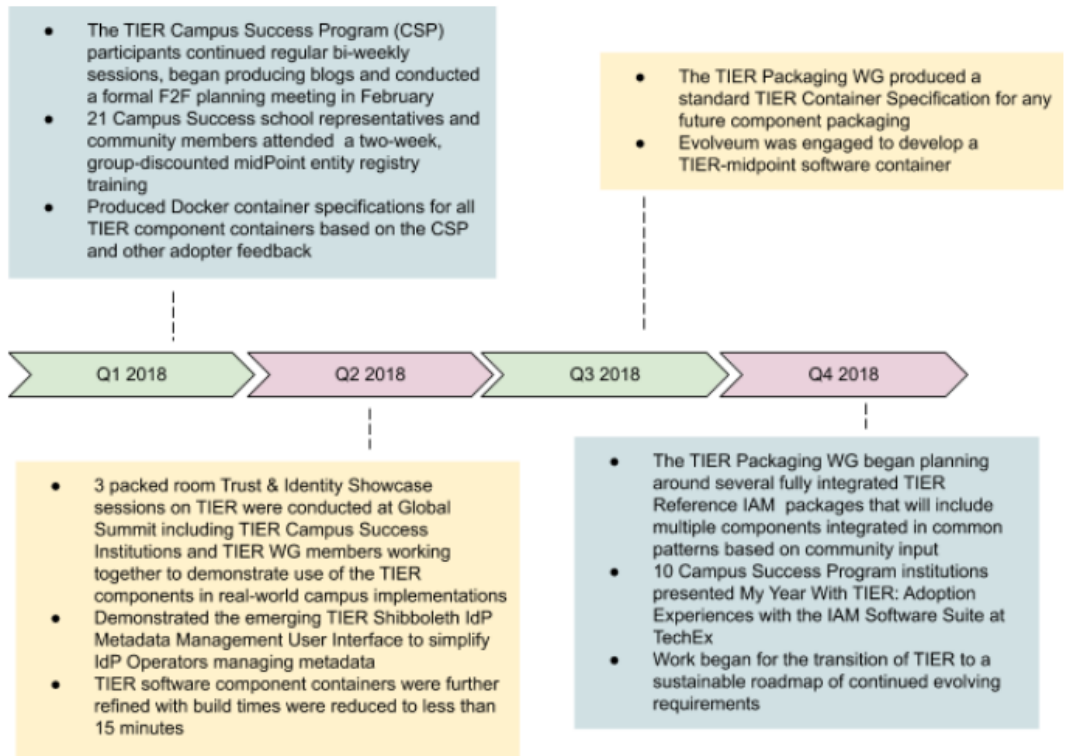 ● The TIER Campus Success Program (CSP)
participants continued regular bi-weekly
sessions, began producing blogs and conducted
a formal F2F planning meeting in February
● 21 Campus Success school representatives and
community members attended a two-week,
group-discounted midPoint entity registry
training
● Produced Docker container specifications for all
TIER component containers based on the CSP
and other adopter feedback
● The TIER Packaging WG produced a
standard TIER Container Specification for any
future component packaging
● Evolveum was engaged to develop a
TIER-midpoint software container
Q1 2018
Q2 2018
Q3 2018
Q4 2018
● 3 packed room Trust & Identity Showcase
sessions on TIER were conducted at Global
Summit including TIER Campus Success
Institutions and TIER WG members working
together to demonstrate use of the TIER
components in real-world campus implementations
● Demonstrated the emerging TIER Shibboleth IdP
Metadata Management User Interface to simplify
IdP Operators managing metadata
● TIER software component containers were further
refined with build times were reduced to less than
15 minutes
● The TIER Packaging WG began planning
around several fully integrated TIER
Reference IAM packages that will include
multiple components integrated in common
patterns based on community input
● 10 Campus Success Program institutions
presented My Year With TIER: Adoption
Experiences with the IAM Software Suite at
TechEx
● Work began for the transition of TIER to a
sustainable roadmap of continued evolving
requirements